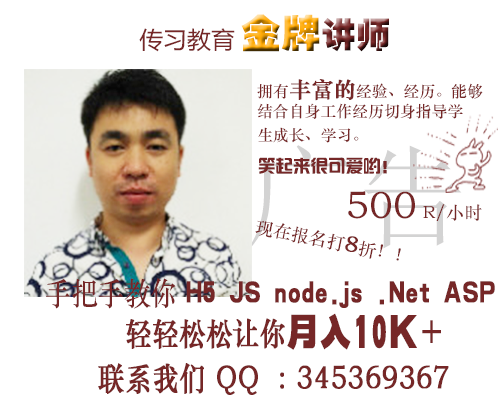 传习教育 金牌讲师
拥有丰富的经验、经历。能够
结合自身工作经历切身指导学
生成长、学习。
笑起来很可爱哟!
广告
500 R/小时
现在报名打8折!!
手把手教你 H5 JS node.js .Net ASP
轻轻松松让你月入10K+
联系我们 QQ :345369367